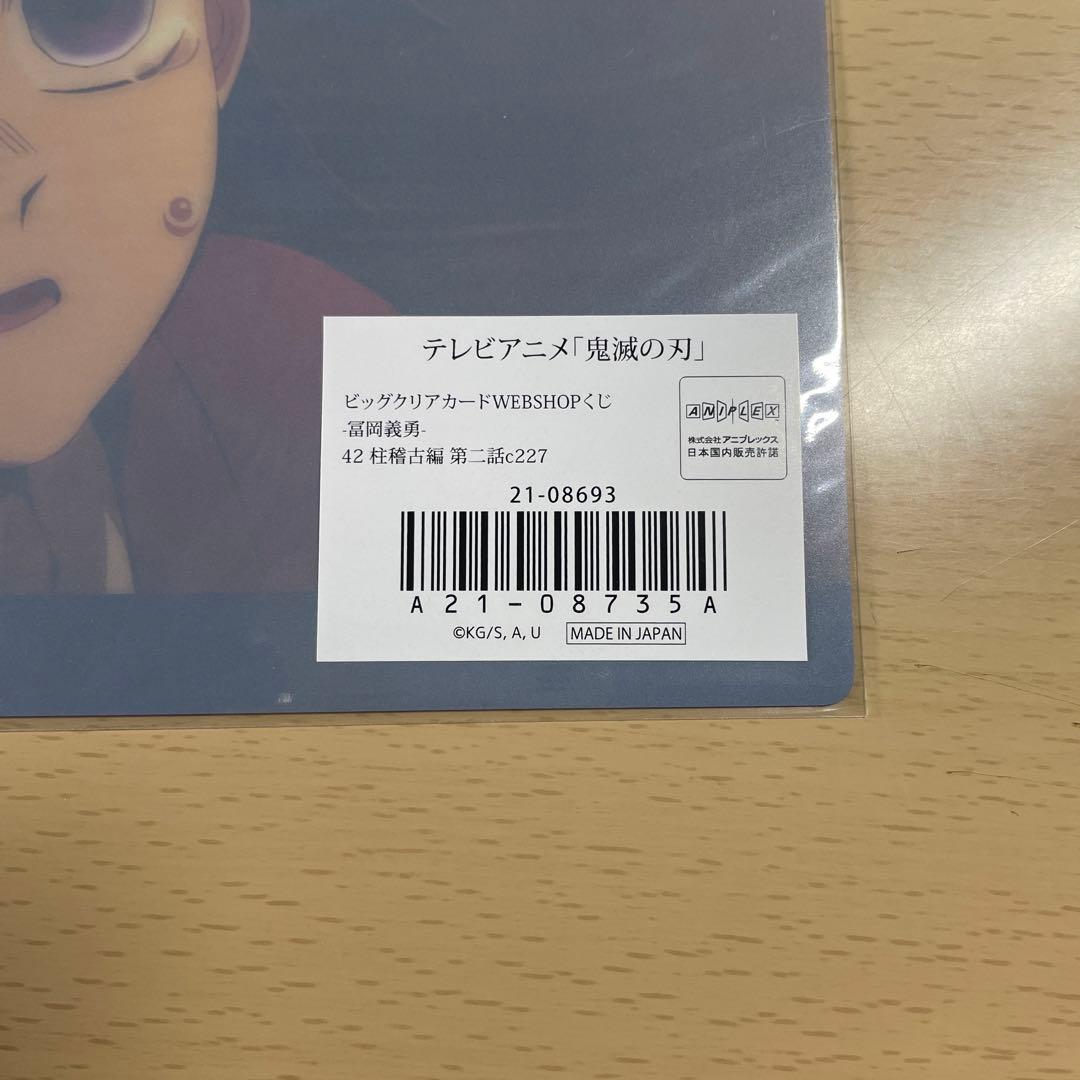 テレビアニメ「鬼滅の刃」
ビッグクリアカードWEBSHOPくじ
-冨岡義勇-
42 柱稽古編 第二話c227
ANIPLEX
株式会社アニプレックス
日本国内販売許諾
21-08693
A21-08735A
©KG/S, A, U
MADE IN JAPAN